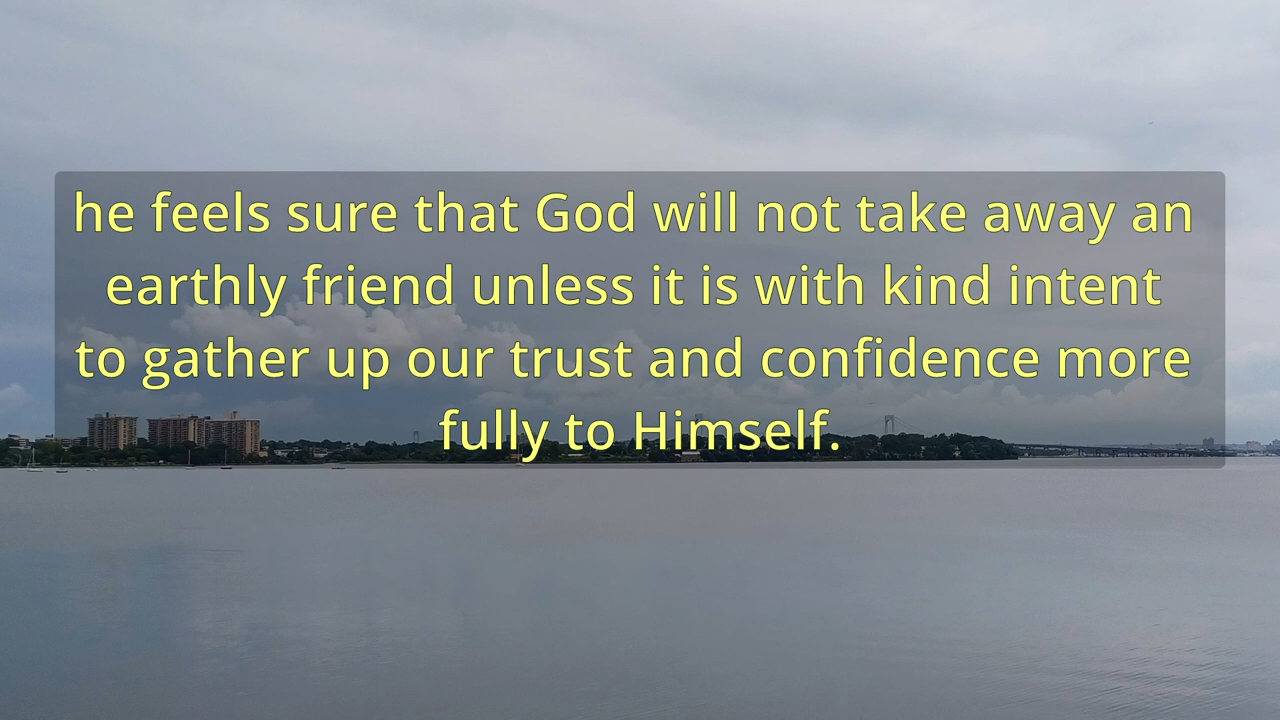 he feels sure that God will not take away an
earthly friend unless it is with kind intent
to gather up our trust and confidence more
fully to Himself.